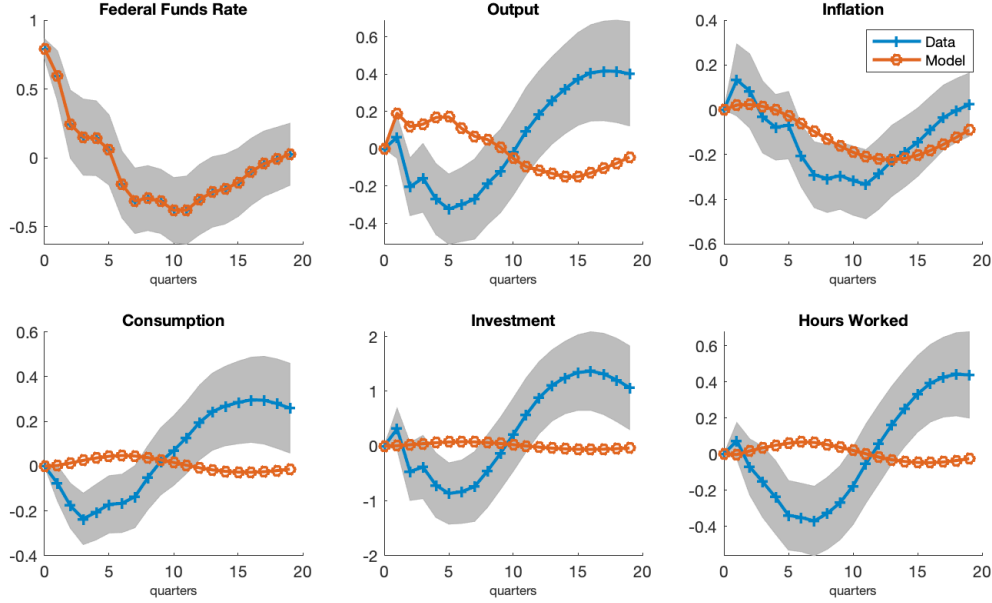 Federal Funds Rate
1
0.5
0
-0.5
0 5 10 15 20
quarters
Output
0.6
0.4
0.2
0
-0.2
-0.4
0 5 10 15 20
quarters
Inflation
Data
Model
0.4
0.2
0
-0.2
-0.4
-0.6
0 5 10 15 20
quarters
Consumption
0.6
0.4
0.2
0
-0.2
-0.4
0 5 10 15 20
quarters
Investment
2
1
0
-1
-2
0 5 10 15 20
quarters
Hours Worked
0.6
0.4
0.2
0
-0.2
-0.4
0 5 10 15 20
quarters